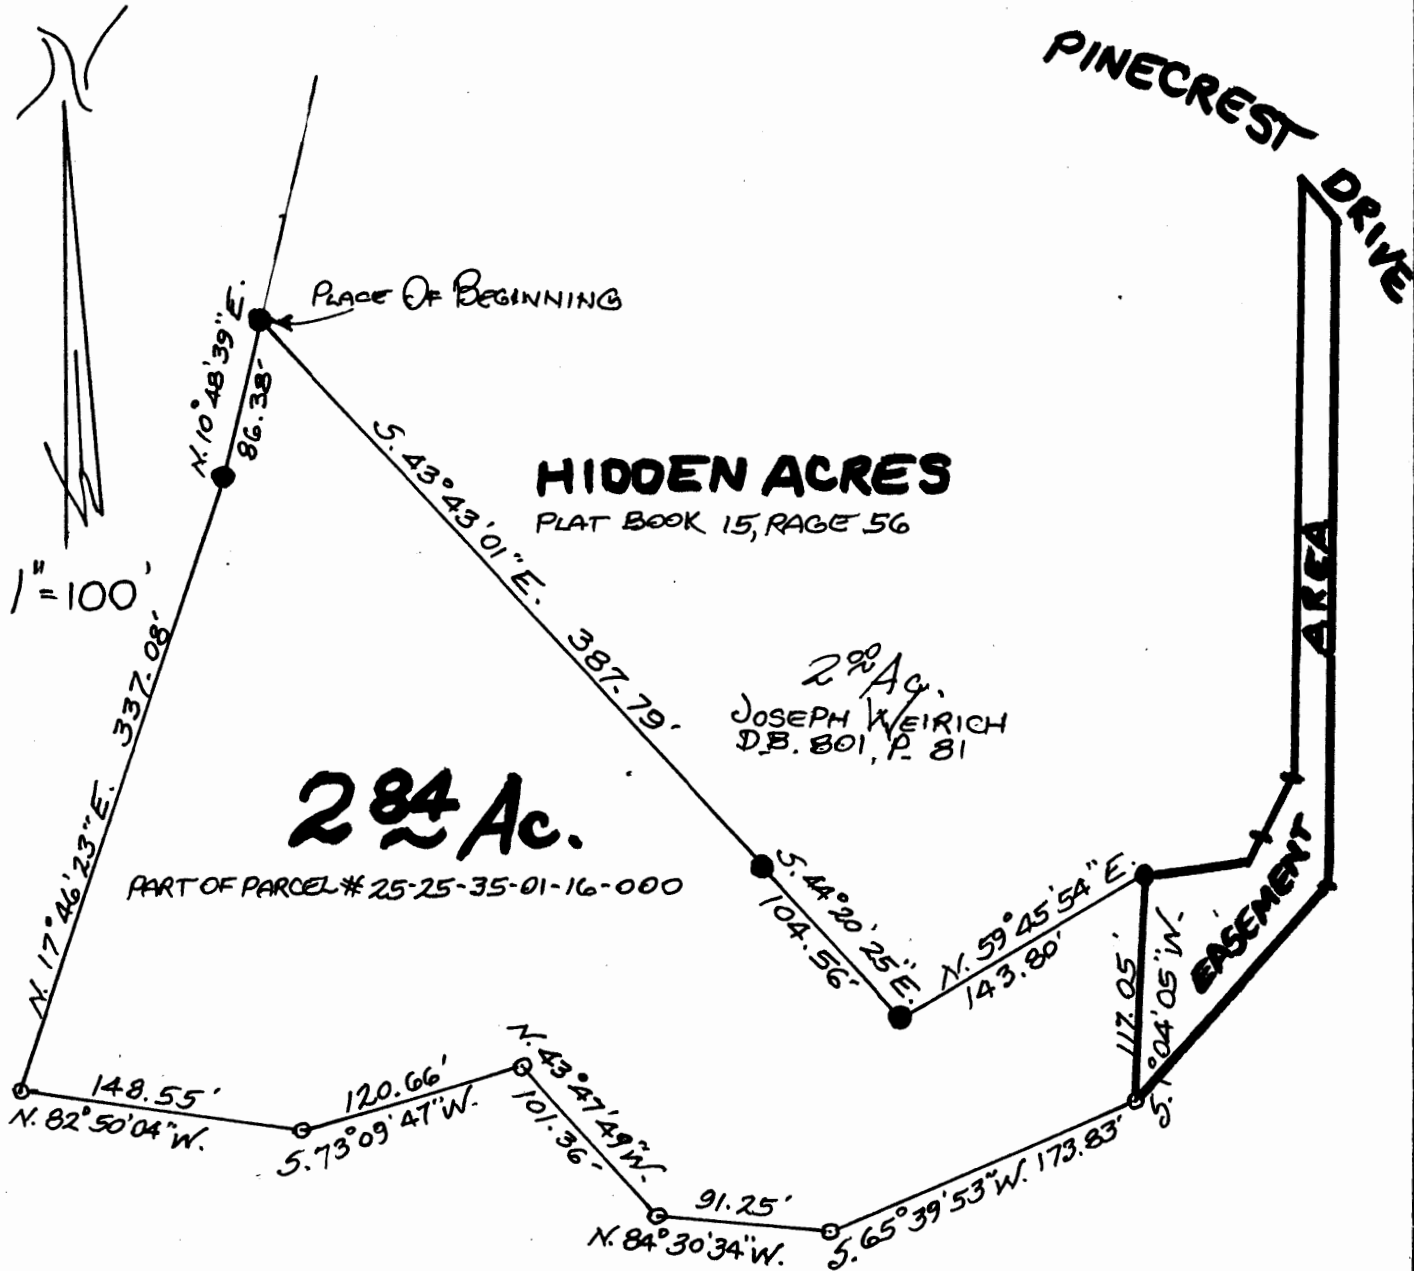 PINECREST
DRIVE
N
1"=100'
PLACE OF BEGINNING
N. 10°48'39"E.
86.38'
S. 43°43'01"E. 387.79'
HIDDEN ACRES
PLAT BOOK 15, PAGE 56
2 00 Ac.
JOSEPH WEIRICH
D.B. 801, P. 81
N. 17°46'23"E. 337.08'
2 84 Ac.
PART OF PARCEL # 25-25-35-01-16-000
S. 44°20'25"E.
104.56'
N. 59°45'54"E.
143.80'
117.05'
S. 1°04'05"W.
EASEMENT
AREA
148.55'
N. 82°50'04"W.
120.66'
S. 73°09'47"W.
N. 43°47'49"W.
101.36'
91.25'
N. 84°30'34"W.
S. 65°39'53"W. 173.83'